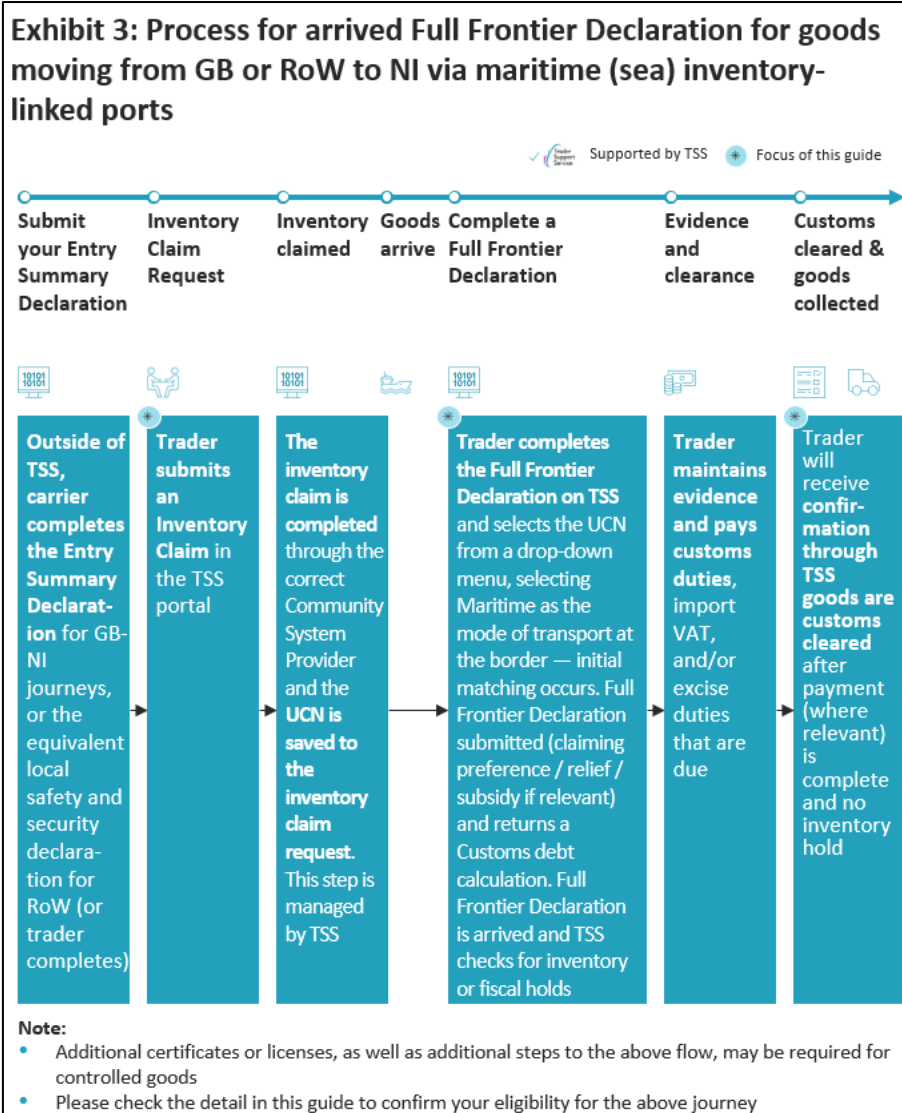 Exhibit 3: Process for arrived Full Frontier Declaration for goods
moving from GB or RoW to NI via maritime (sea) inventory-
linked ports
Trader
Support
Service
Supported by TSS
Focus of this guide
Submit
your Entry
Summary
Declaration
Inventory
Claim
Request
Inventory
claimed
Goods
arrive
Complete a
Full Frontier
Declaration
Evidence
and
clearance
Customs
cleared &
goods
collected
10101
10101
10101
10101
10101
10101
Outside of
TSS,
carrier
completes
the Entry
Summary
Declarat-
ion for GB-
NI
journeys,
or the
equivalent
local
safety and
security
declara-
tion for
RoW (or
trader
completes)
Trader
submits
an
Inventory
Claim in
the TSS
portal
The
inventory
claim is
completed
through the
correct
Community
System
Provider
and the
UCN is
saved to
the
inventory
claim
request.
This step is
managed
by TSS
Trader completes
the Full Frontier
Declaration on TSS
and selects the UCN
from a drop-down
menu, selecting
Maritime as the
mode of transport at
the border — initial
matching occurs. Full
Frontier Declaration
submitted (claiming
preference / relief /
subsidy if relevant)
and returns a
Customs debt
calculation. Full
Frontier Declaration
is arrived and TSS
checks for inventory
or fiscal holds
Trader
maintains
evidence
and pays
customs
duties,
import
VAT,
and/or
excise
duties
that are
due
Trader
will
receive
confir-
mation
through
TSS
goods are
customs
cleared
after
payment
(where
relevant)
is
complete
and no
inventory
hold
Note:
• Additional certificates or licenses, as well as additional steps to the above flow, may be required for
controlled goods
• Please check the detail in this guide to confirm your eligibility for the above journey